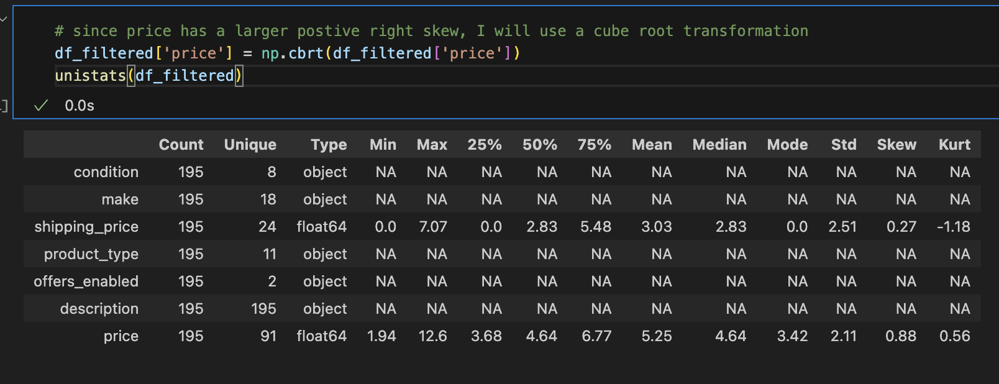 # since price has a larger postive right skew, I will use a cube root transformation
df_filtered['price'] = np.cbrt(df_filtered['price'])
unistats(df_filtered)
]
0.0s
Count Unique Type Min Max 25% 50% 75% Mean Median Mode Std Skew Kurt
condition 195 8 object NA NA NA NA NA NA NA NA NA NA NA
make 195 18 object NA NA NA NA NA NA NA NA NA NA NA
shipping_price 195 24 float64 0.0 7.07 0.0 2.83 5.48 3.03 2.83 0.0 2.51 0.27 -1.18
product_type 195 11 object NA NA NA NA NA NA NA NA NA NA NA
offers_enabled 195 2 object NA NA NA NA NA NA NA NA NA NA NA
description 195 195 object NA NA NA NA NA NA NA NA NA NA NA
price 195 91 float64 1.94 12.6 3.68 4.64 6.77 5.25 4.64 3.42 2.11 0.88 0.56